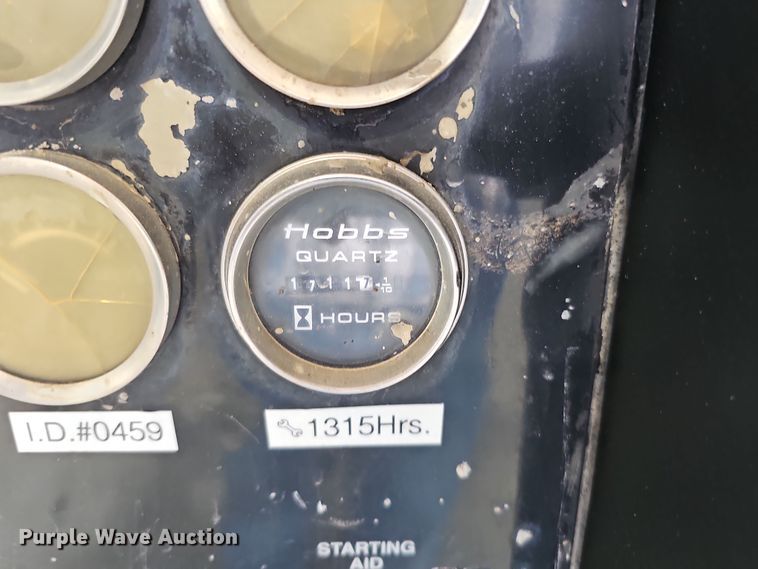 Hobbs
QUARTZ
HOURS
I.D.#0459
1315Hrs.
STARTING
AID
Purple Wave Auction